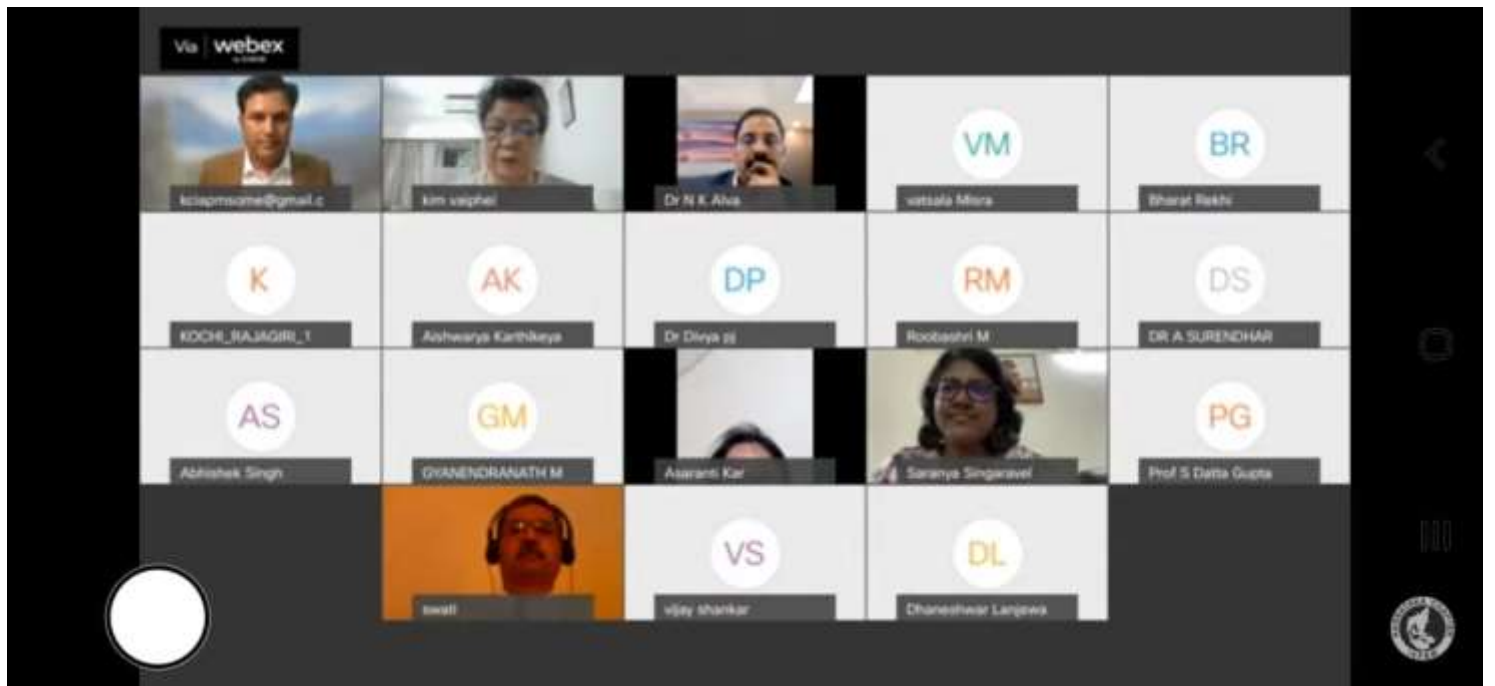 Via webex
kciapmsome@gmail.c
kim vaiphei
Dr N K Alva
VM
vatsala Misra
BR
Bharat Rekhi
K
KOCHI_RAJAGIRI_1
AK
Aishwarya Karthikeya
DP
Dr Divya pj
RM
Roobashri M
DS
DR A SURENDHAR
AS
Abhishek Singh
GM
GYANENDRANATH M
Asaranti Kar
Saranya Singaravel
PG
Prof S Datta Gupta
swati
VS
vijay shankar
DL
Dhaneshwar Lanjewa